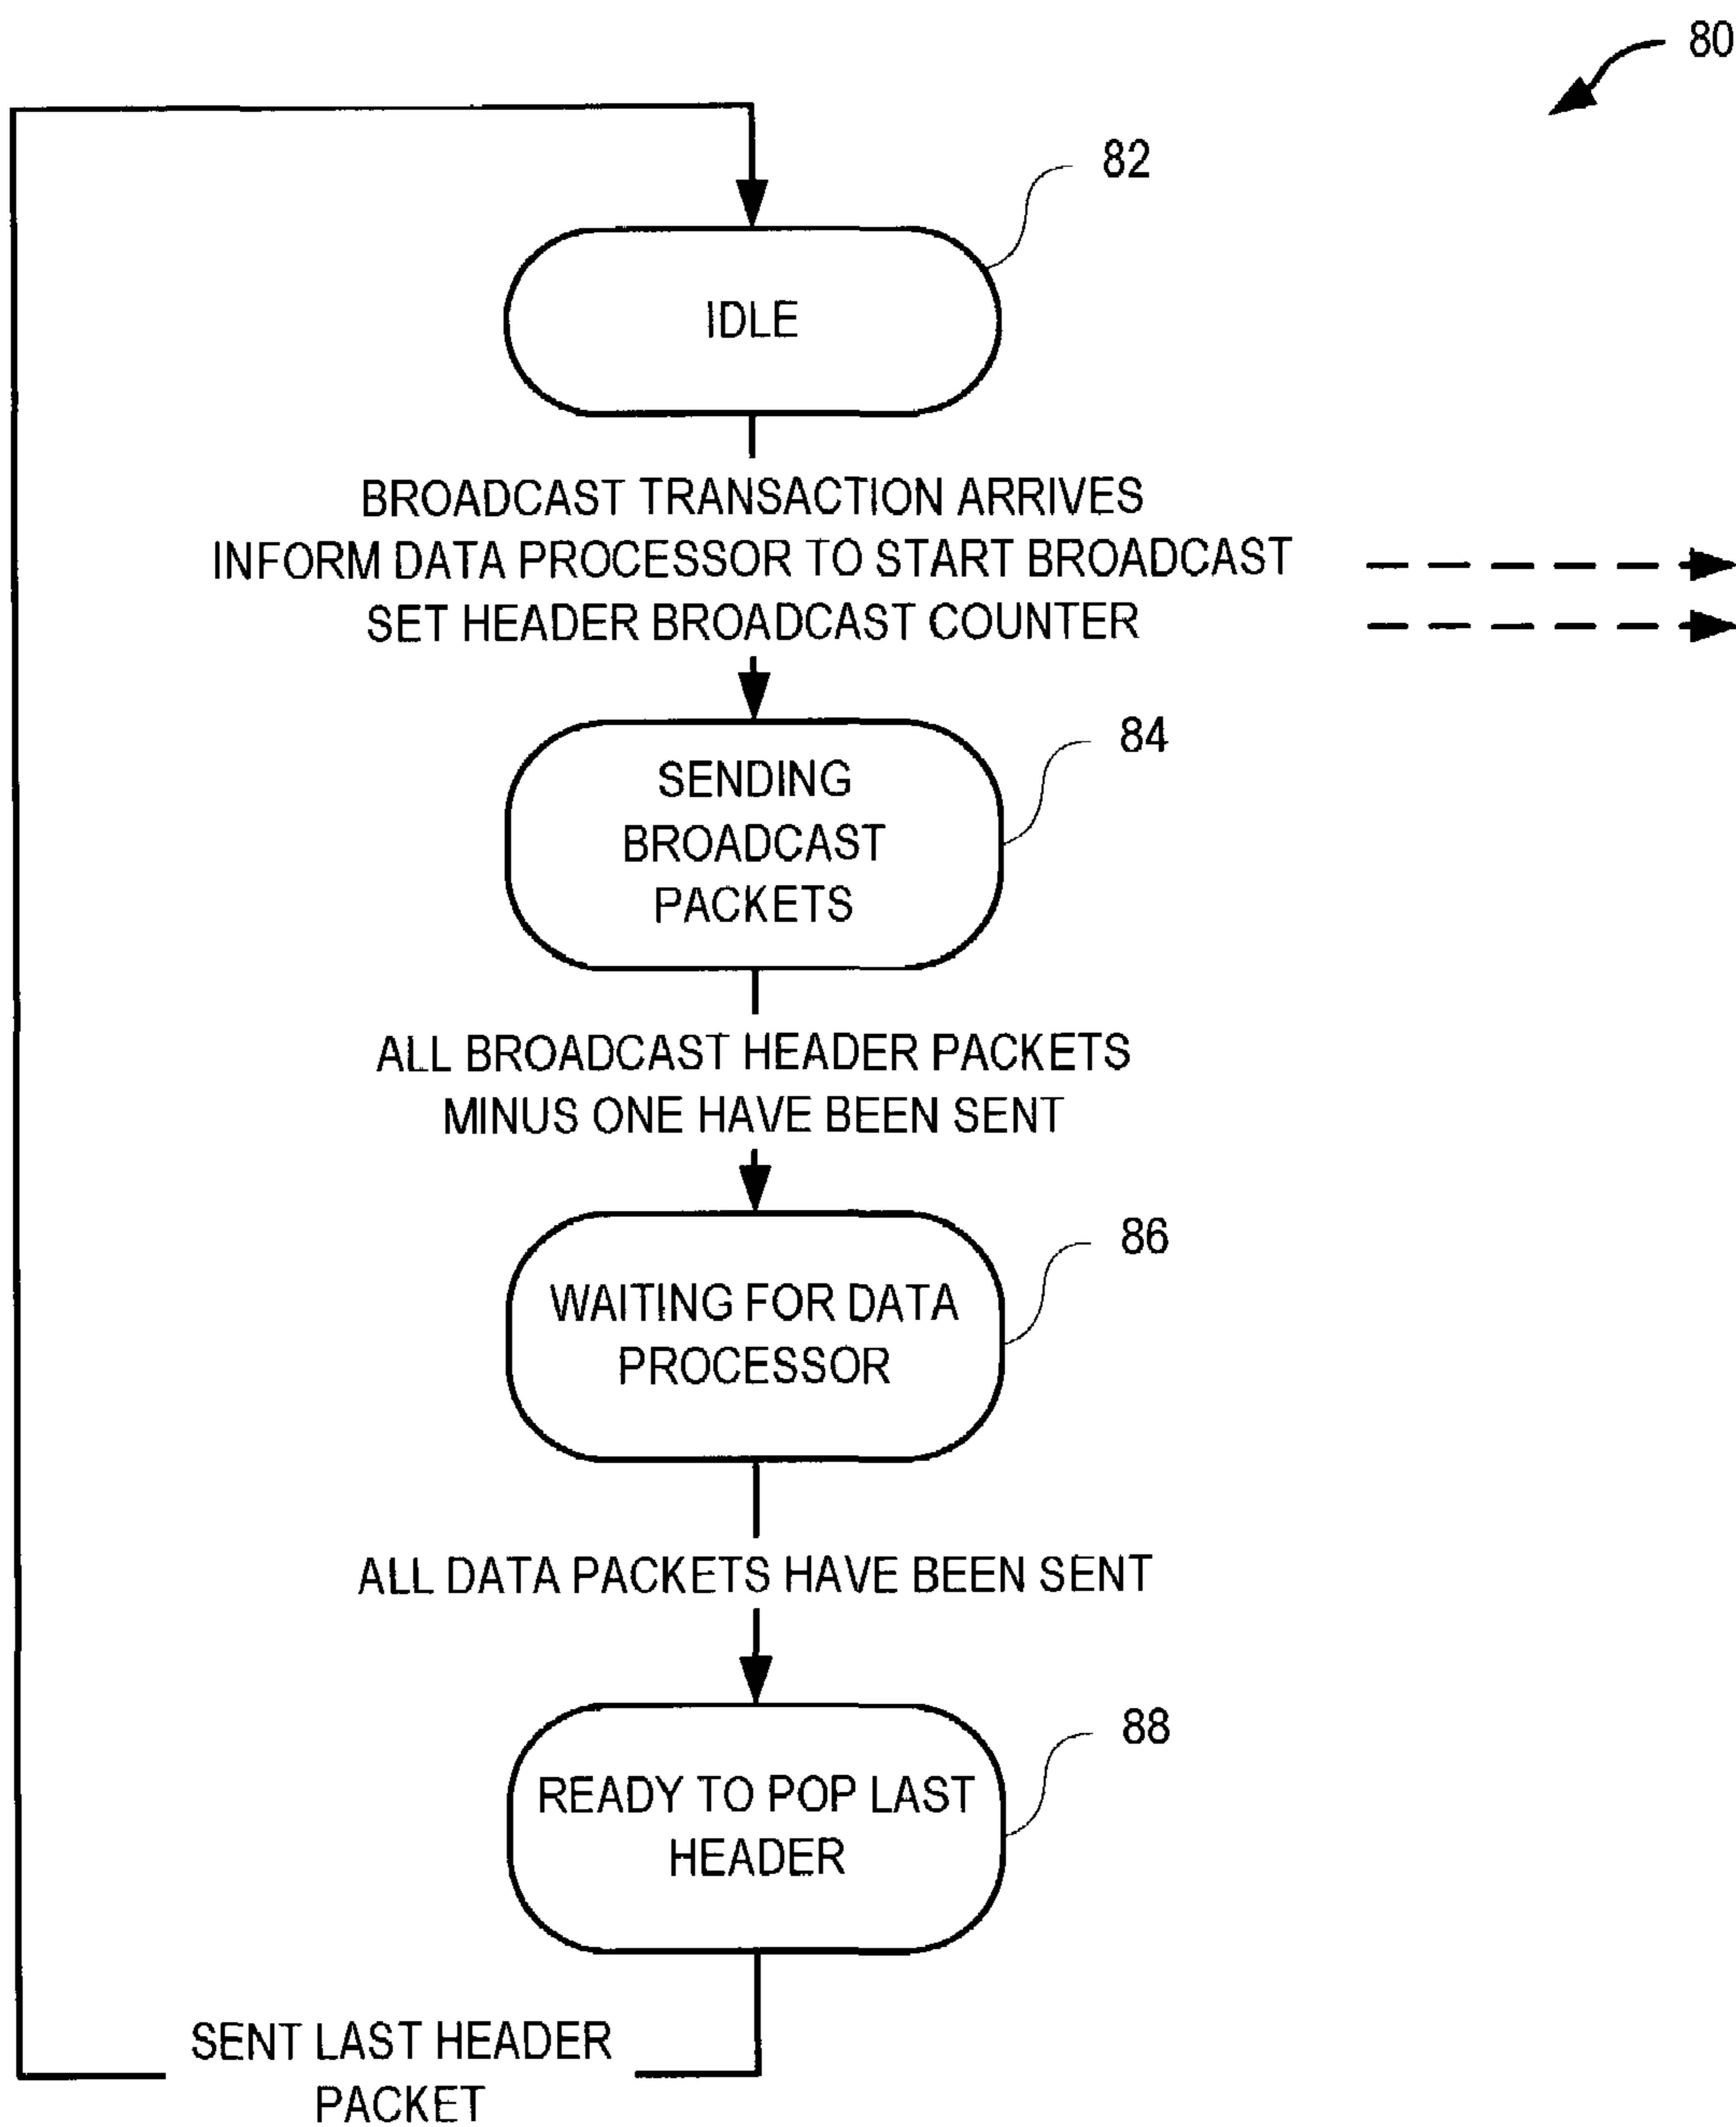 80
82
IDLE
BROADCAST TRANSACTION ARRIVES
INFORM DATA PROCESSOR TO START BROADCAST
SET HEADER BROADCAST COUNTER
84
SENDING
BROADCAST
PACKETS
ALL BROADCAST HEADER PACKETS
MINUS ONE HAVE BEEN SENT
86
WAITING FOR DATA
PROCESSOR
ALL DATA PACKETS HAVE BEEN SENT
88
READY TO POP LAST
HEADER
SENT LAST HEADER
PACKET